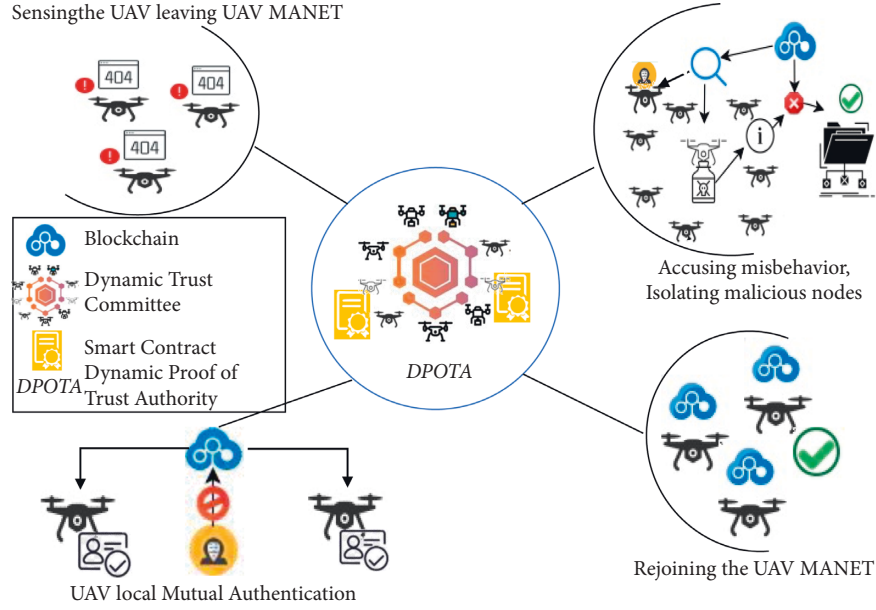 Sensingthe UAV leaving UAV MANET
404
404
404
Blockchain
Dynamic Trust
Committee
Smart Contract
DPOTA Dynamic Proof of
Trust Authority
DPOTA
i
Accusing misbehavior,
Isolating malicious nodes
UAV local Mutual Authentication
Rejoining the UAV MANET